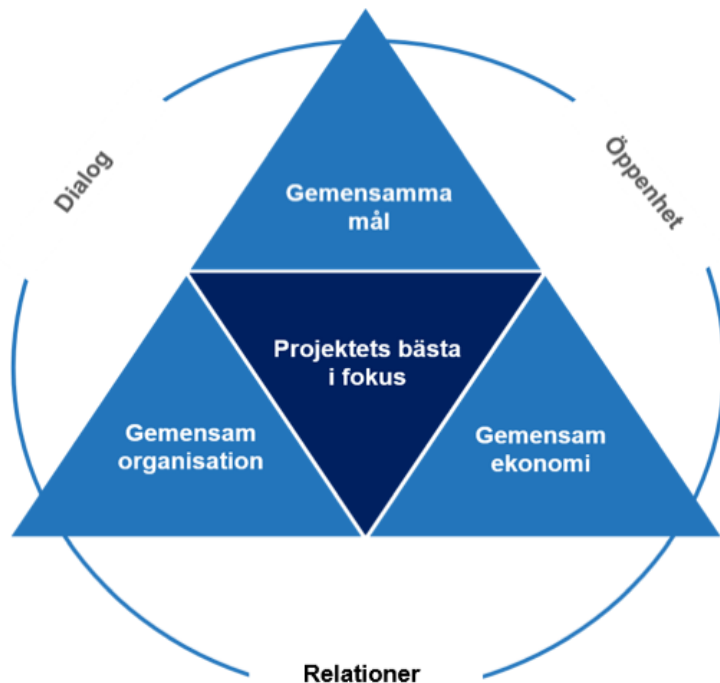 Dialog
Öppenhet
Gemensamma
mål
Projektets bästa
i fokus
Gemensam
organisation
Gemensam
ekonomi
Relationer